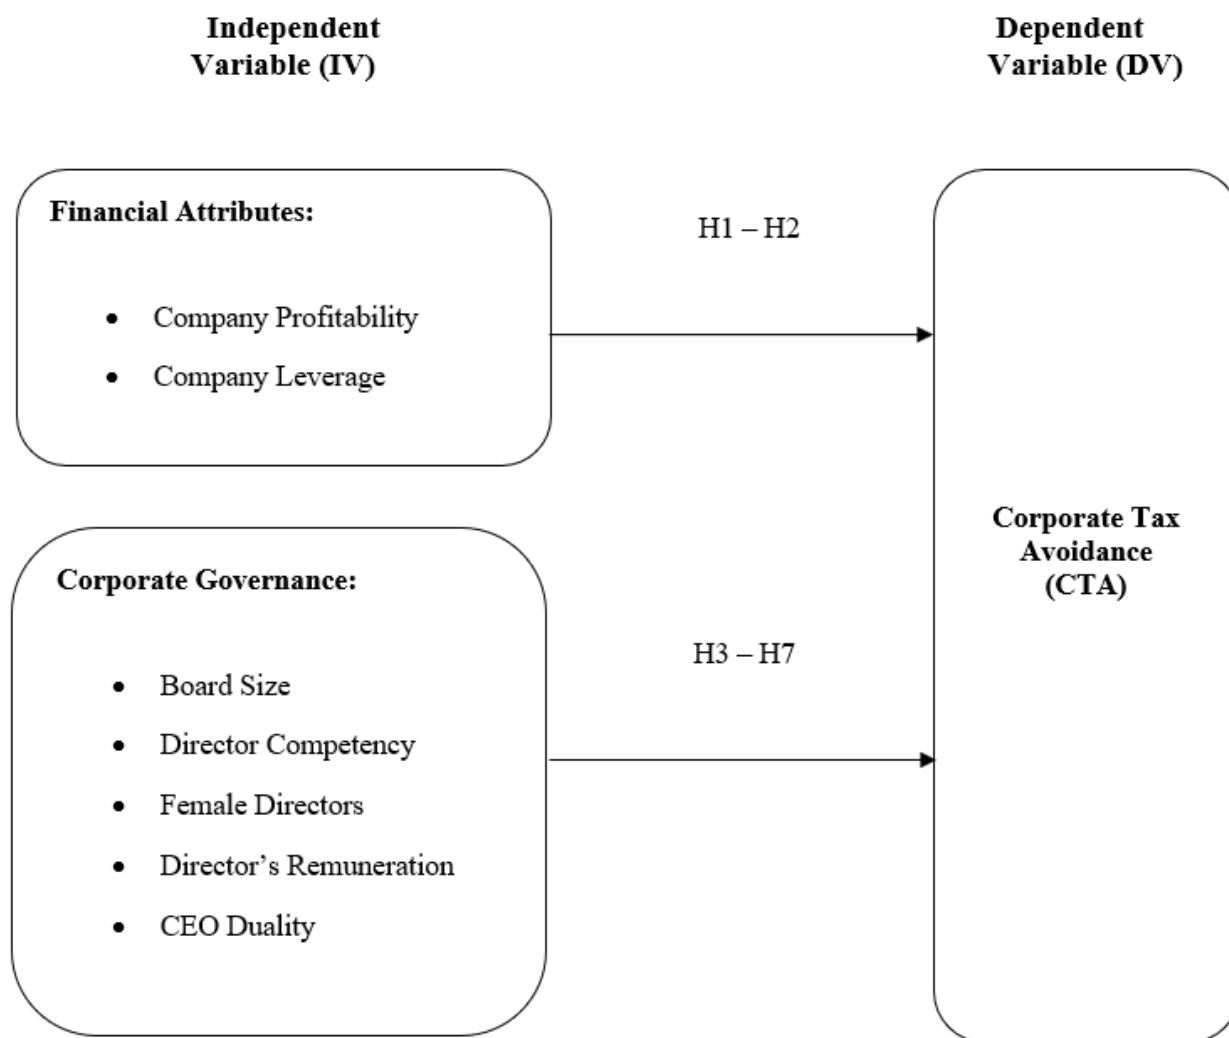 Independent
Variable (IV)
Dependent
Variable (DV)
Financial Attributes:
• Company Profitability
• Company Leverage
H1 – H2
Corporate Governance:
• Board Size
• Director Competency
• Female Directors
• Director’s Remuneration
• CEO Duality
H3 – H7
Corporate Tax
Avoidance
(CTA)